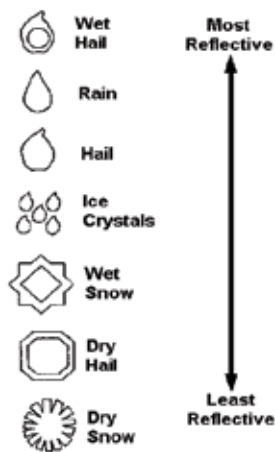 Wet
Hail
Most
Reflective
Rain
Hail
Ice
Crystals
Wet
Snow
Dry
Hail
Dry
Snow
Least
Reflective